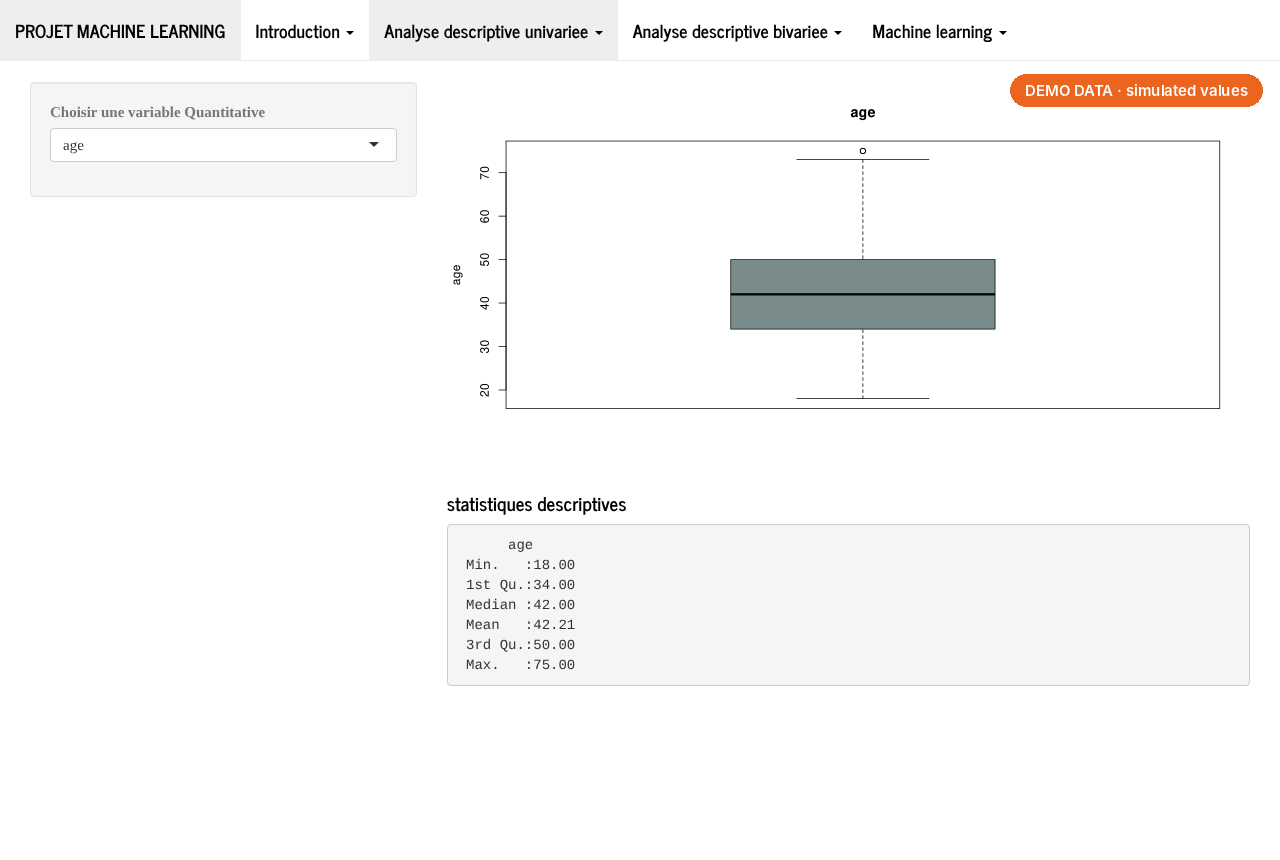 PROJET MACHINE LEARNING Introduction Analyse descriptive univariee Analyse descriptive bivariee Machine learning
DEMO DATA · simulated values
Choisir une variable Quantitative
age
age
70
60
50
40
30
20
age
statistiques descriptives
age
Min.   :18.00
1st Qu.:34.00
Median :42.00
Mean   :42.21
3rd Qu.:50.00
Max.   :75.00